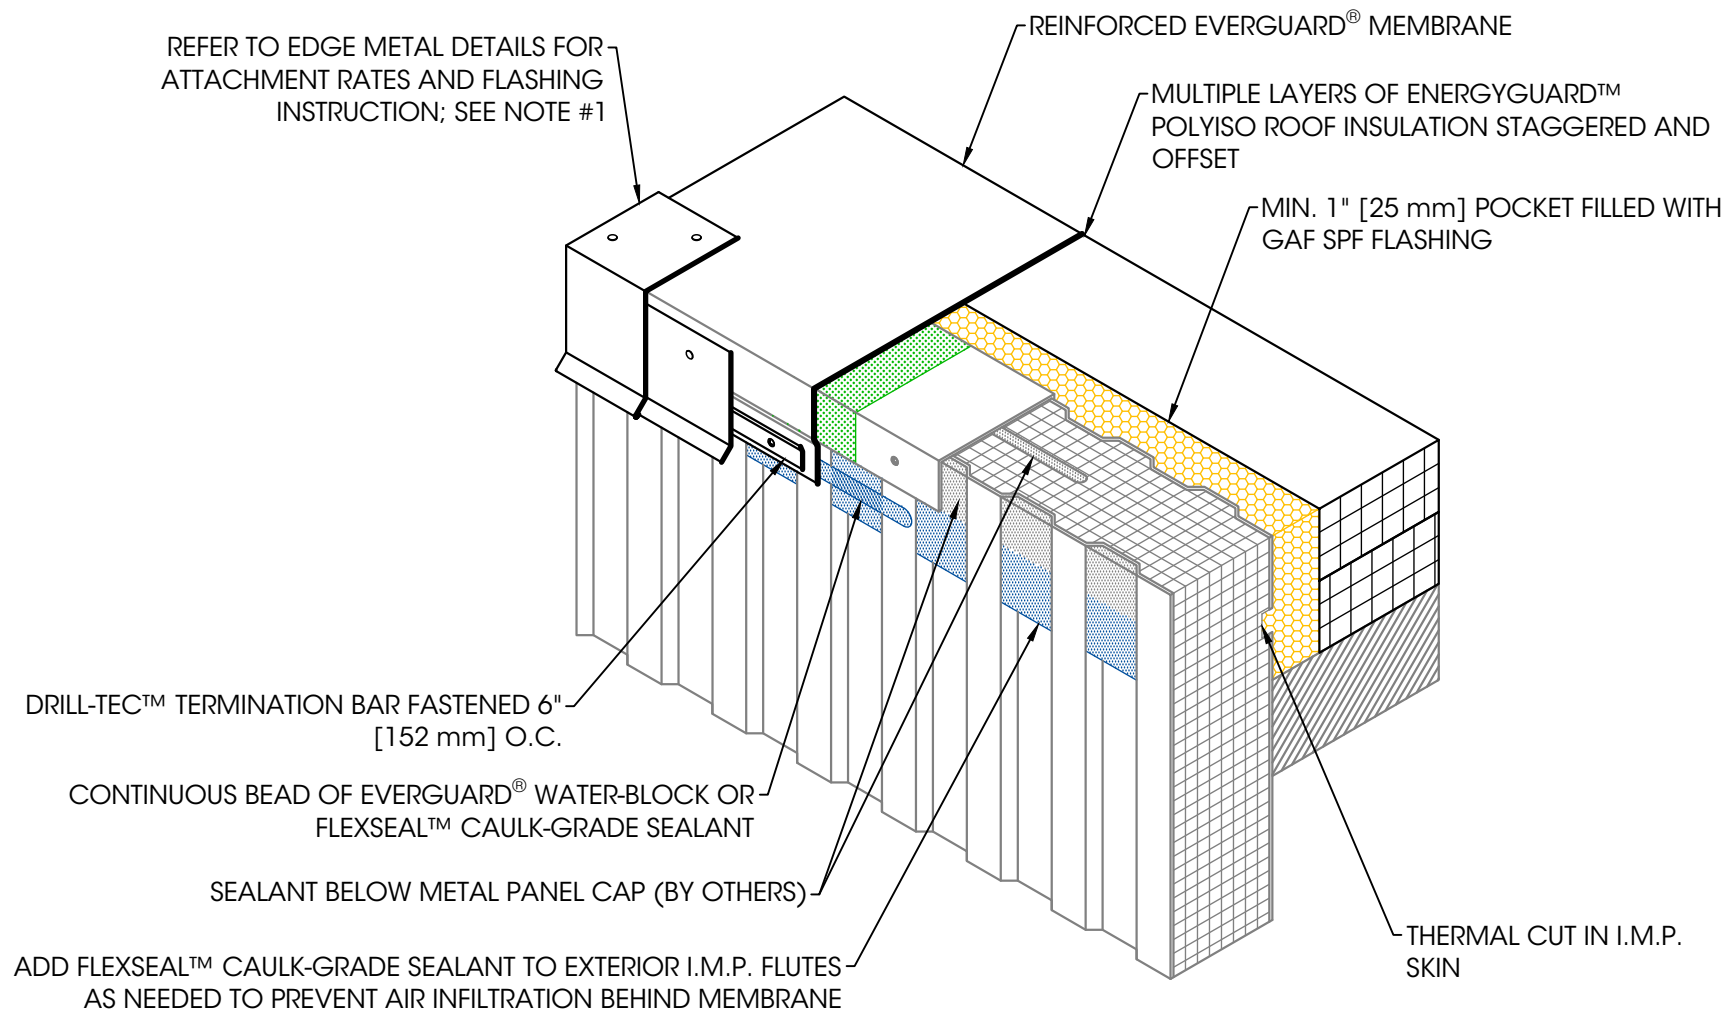 REFER TO EDGE METAL DETAILS FOR
ATTACHMENT RATES AND FLASHING
INSTRUCTION; SEE NOTE #1
REINFORCED EVERGUARD® MEMBRANE
MULTIPLE LAYERS OF ENERGYGUARD™
POLYISO ROOF INSULATION STAGGERED AND
OFFSET
MIN. 1" [25 mm] POCKET FILLED WITH
GAF SPF FLASHING
DRILL-TEC™ TERMINATION BAR FASTENED 6"
[152 mm] O.C.
CONTINUOUS BEAD OF EVERGUARD® WATER-BLOCK OR
FLEXSEAL™ CAULK-GRADE SEALANT
SEALANT BELOW METAL PANEL CAP (BY OTHERS)
ADD FLEXSEAL™ CAULK-GRADE SEALANT TO EXTERIOR I.M.P. FLUTES
AS NEEDED TO PREVENT AIR INFILTRATION BEHIND MEMBRANE
THERMAL CUT IN I.M.P.
SKIN